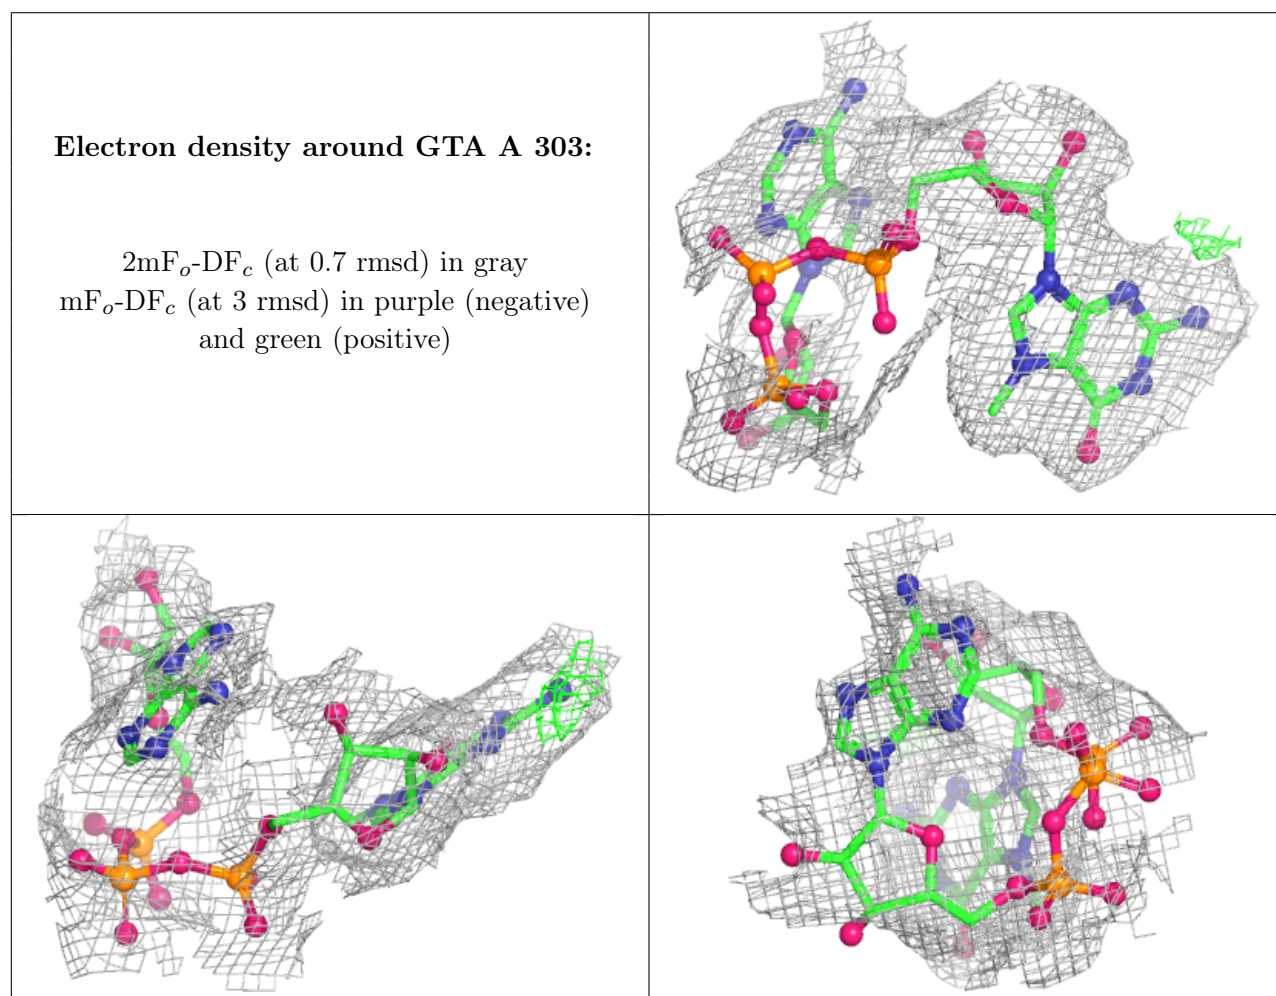 Electron density around GTA A 303:
2mFo-DFc (at 0.7 rmsd) in gray
mFo-DFc (at 3 rmsd) in purple (negative)
and green (positive)